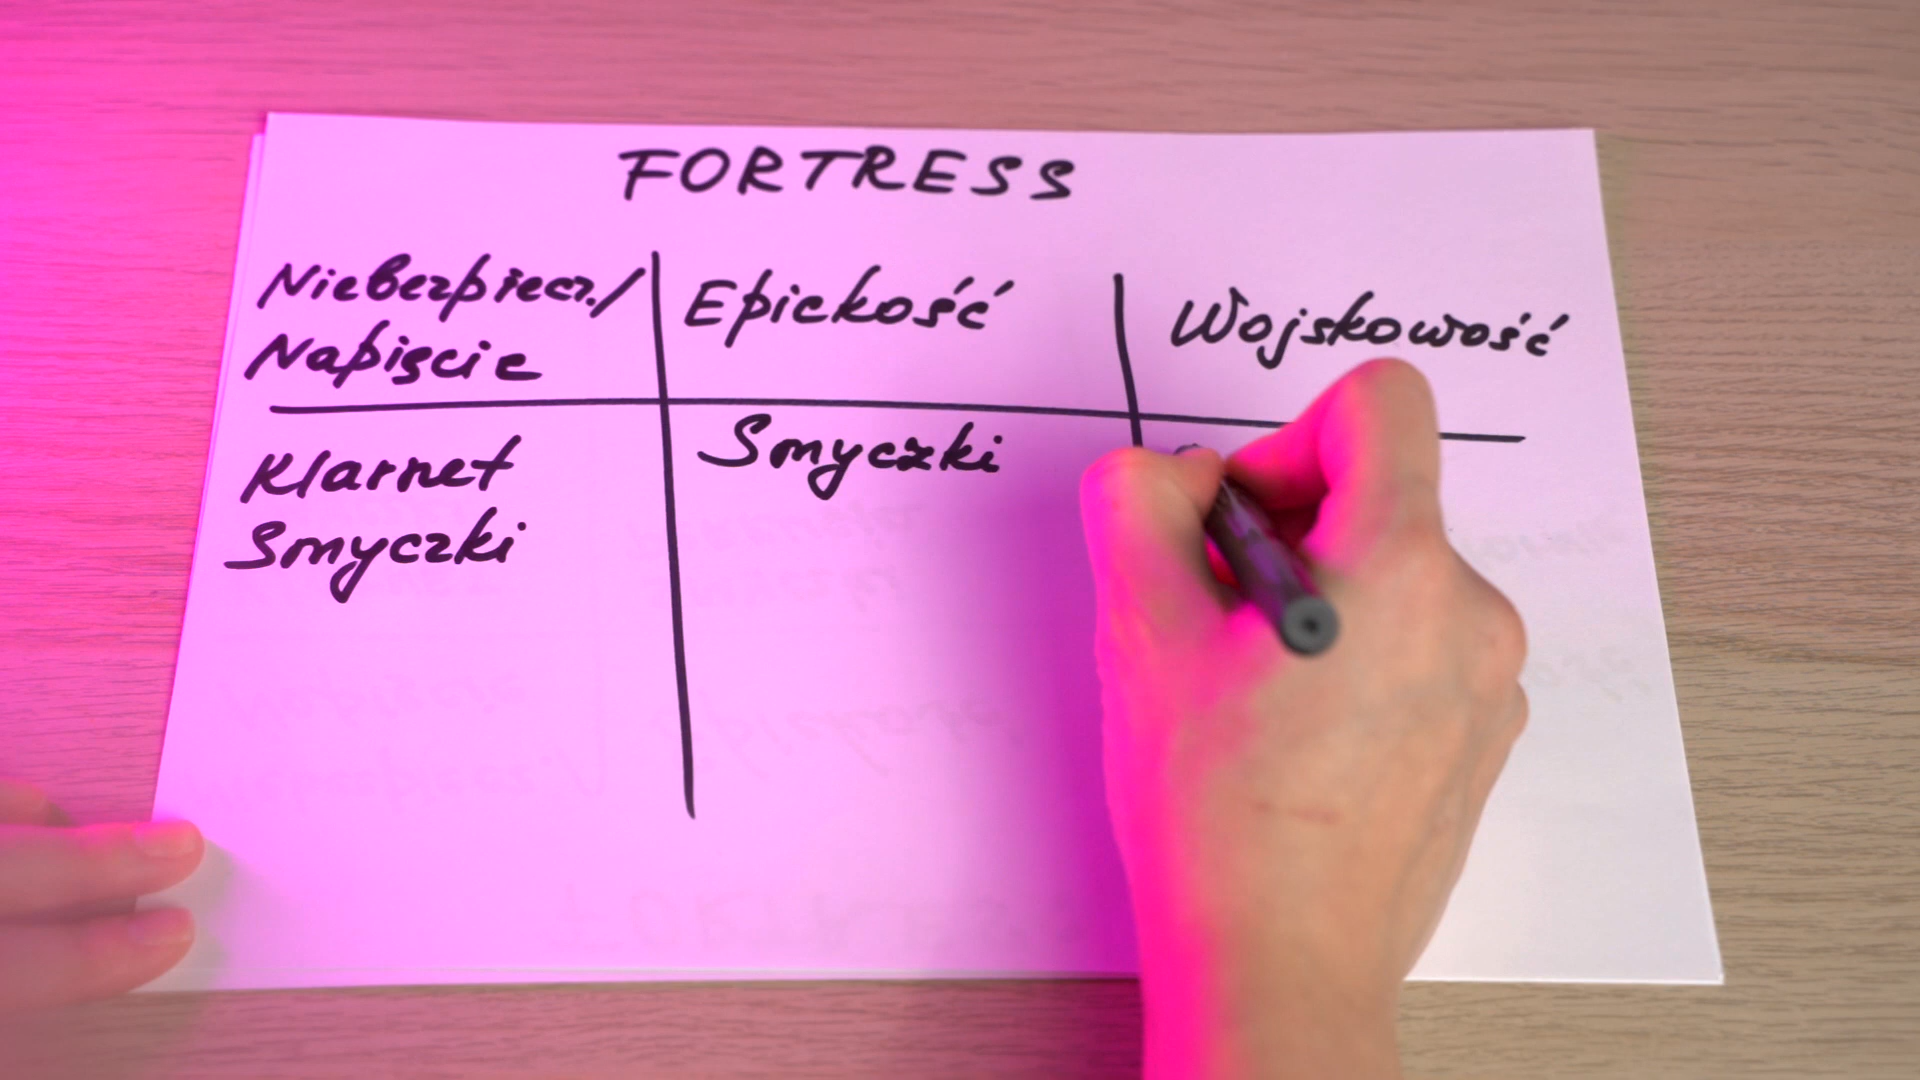 FORTRESS
Niebezpiecz./
Napięcie
Epickość
Wojskowość
Klarnet
Smyczki
Smyczki